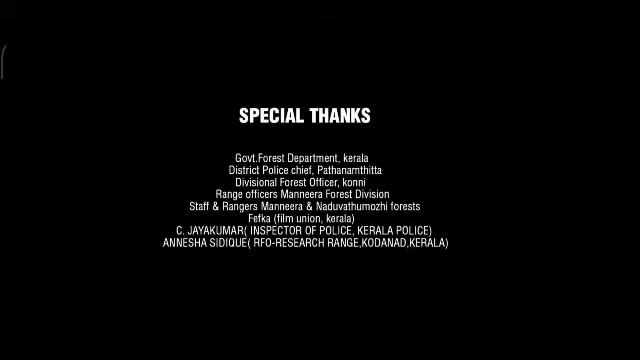 SPECIAL THANKS
Govt.Forest Department, kerala
District Police chief, Pathanamthitta
Divisional Forest Officer, konni
Range officers Manneera Forest Division
Staff & Rangers Manneera & Naduvathumozhi forests
Fefka (film union, kerala)
C. JAYAKUMAR( INSPECTOR OF POLICE, KERALA POLICE)
ANNESHA SIDIQUE( RFO-RESEARCH RANGE,KODANAD,KERALA)